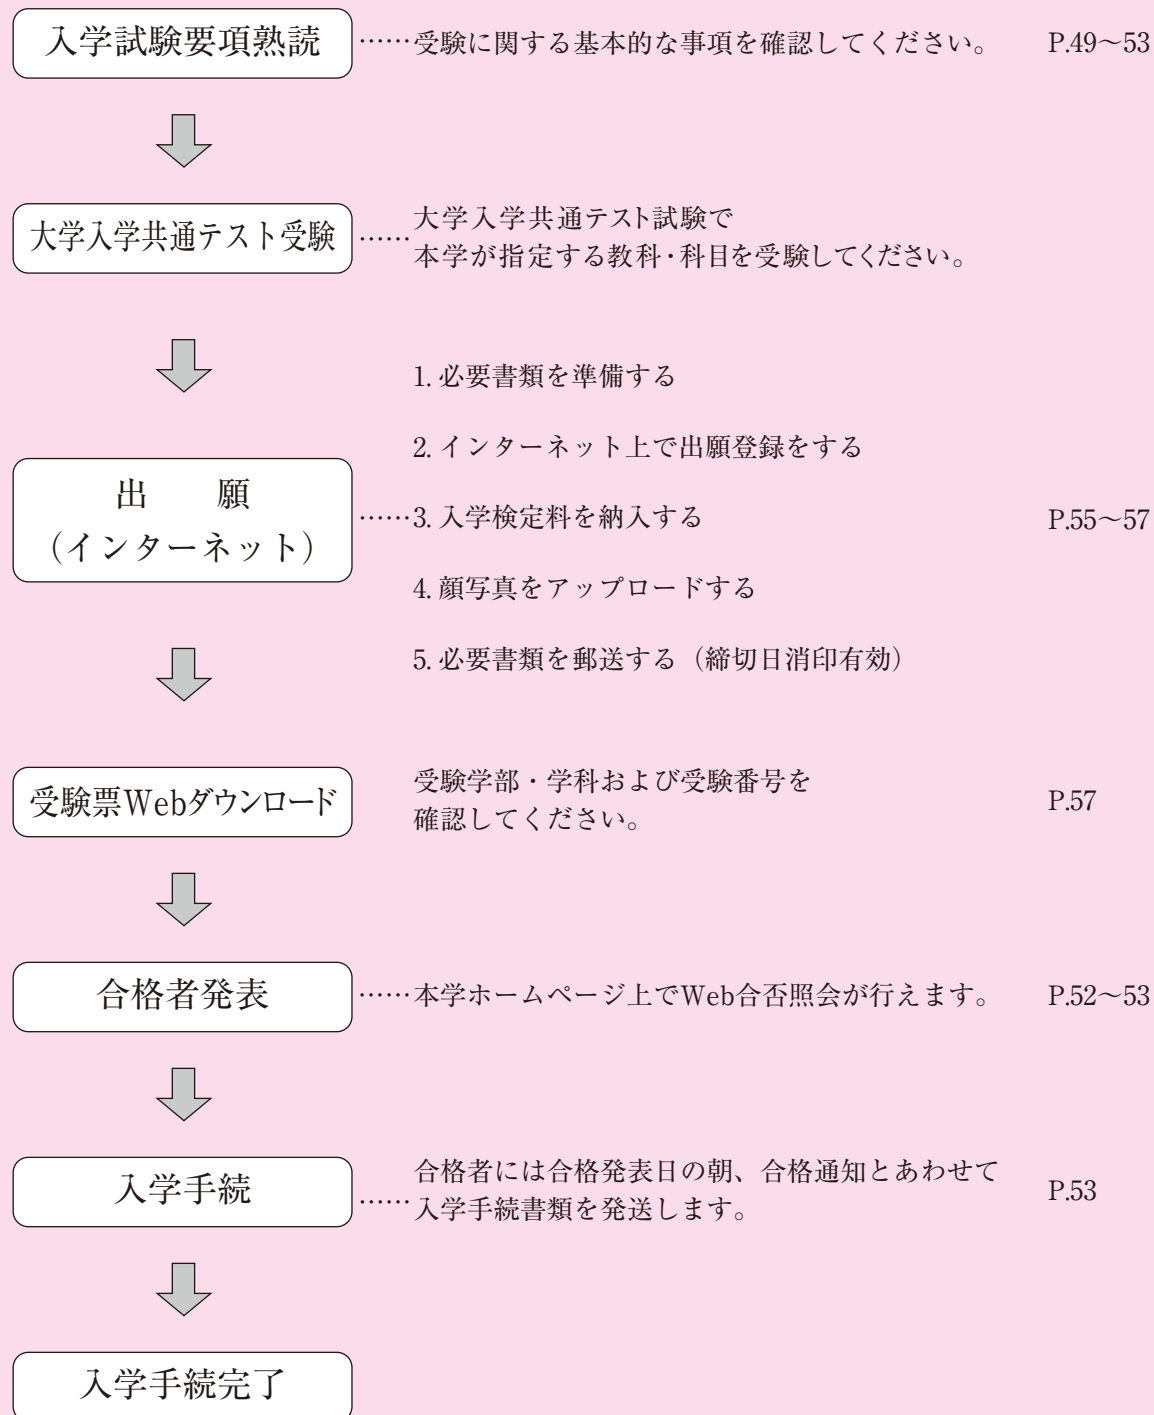 入学試験要項熟読 ……受験に関する基本的な事項を確認してください。 P.49～53
大学入学共通テスト受験 ……大学入学共通テスト試験で
本学が指定する教科・科目を受験してください。
1. 必要書類を準備する
2. インターネット上で出願登録をする
出　　願
（インターネット）
……3. 入学検定料を納入する P.55～57
4. 顔写真をアップロードする
5. 必要書類を郵送する（締切日消印有効）
受験票Webダウンロード 受験学部・学科および受験番号を
確認してください。 P.57
合格者発表 ……本学ホームページ上でWeb合否照会が行えます。 P.52～53
入学手続 ……合格者には合格発表日の朝、合格通知とあわせて
入学手続書類を発送します。 P.53
入学手続完了